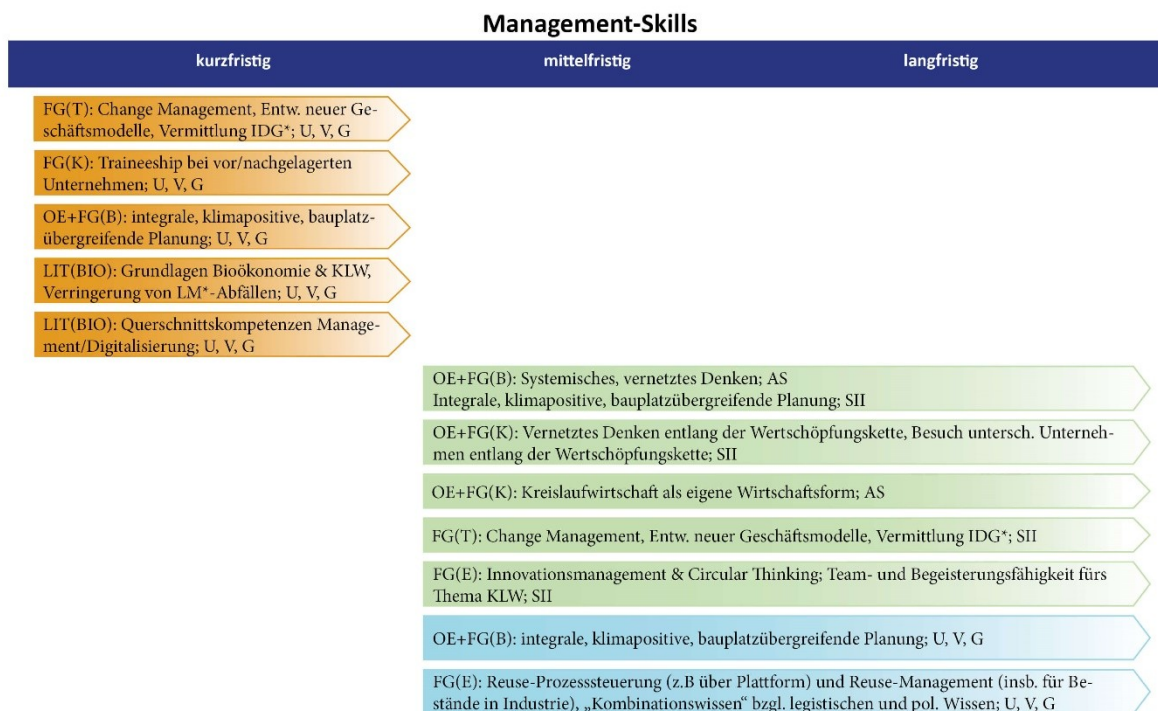 Management-Skills
kurzfristig mittelfristig langfristig
FG(T): Change Management, Entw. neuer Ge-
schäftsmodelle, Vermittlung IDG*; U, V, G
FG(K): Traineeship bei vor/nachgelagerten
Unternehmen; U, V, G
OE+FG(B): integrale, klimapositive, bauplatz-
übergreifende Planung; U, V, G
LIT(BIO): Grundlagen Bioökonomie & KLW,
Verringerung von LM*-Abfällen; U, V, G
LIT(BIO): Querschnittskompetenzen Manage-
ment/Digitalisierung; U, V, G
OE+FG(B): Systemisches, vernetztes Denken; AS
Integrale, klimapositive, bauplatzübergreifende Planung; SII
OE+FG(K): Vernetztes Denken entlang der Wertschöpfungskette, Besuch untersch. Unterneh-
men entlang der Wertschöpfungskette; SII
OE+FG(K): Kreislaufwirtschaft als eigene Wirtschaftsform; AS
FG(T): Change Management, Entw. neuer Geschäftsmodelle, Vermittlung IDG*; SII
FG(E): Innovationsmanagement & Circular Thinking; Team- und Begeisterungsfähigkeit fürs
Thema KLW; SII
OE+FG(B): integrale, klimapositive, bauplatzübergreifende Planung; U, V, G
FG(E): Reuse-Prozesssteuerung (z.B über Plattform) und Reuse-Management (insb. für Be-
stände in Industrie), „Kombinationswissen“ bzgl. legistischen und pol. Wissen; U, V, G